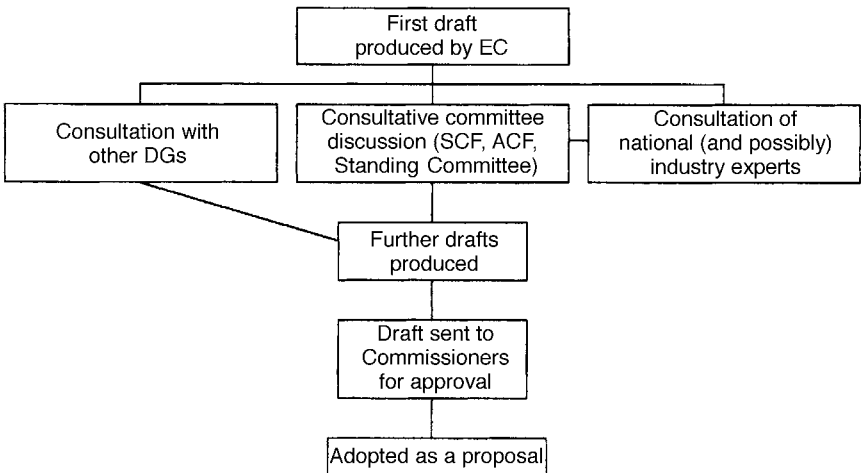 First draft
produced by EC
Consultation with
other DGs
Consultative committee
discussion (SCF, ACF,
Standing Committee)
Consultation of
national (and possibly)
industry experts
Further drafts
produced
Draft sent to
Commissioners
for approval
Adopted as a proposal